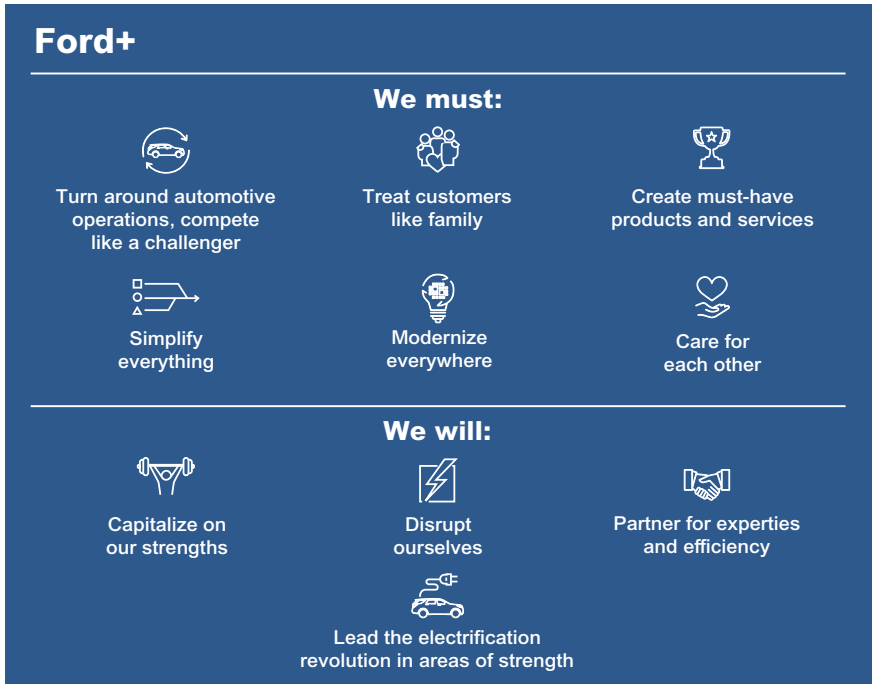 Ford+
We must:
Turn around automotive
operations, compete
like a challenger
Treat customers
like family
Create must-have
products and services
Simplify
everything
Modernize
everywhere
Care for
each other
We will:
Capitalize on
our strengths
Disrupt
ourselves
Partner for experties
and efficiency
Lead the electrification
revolution in areas of strength